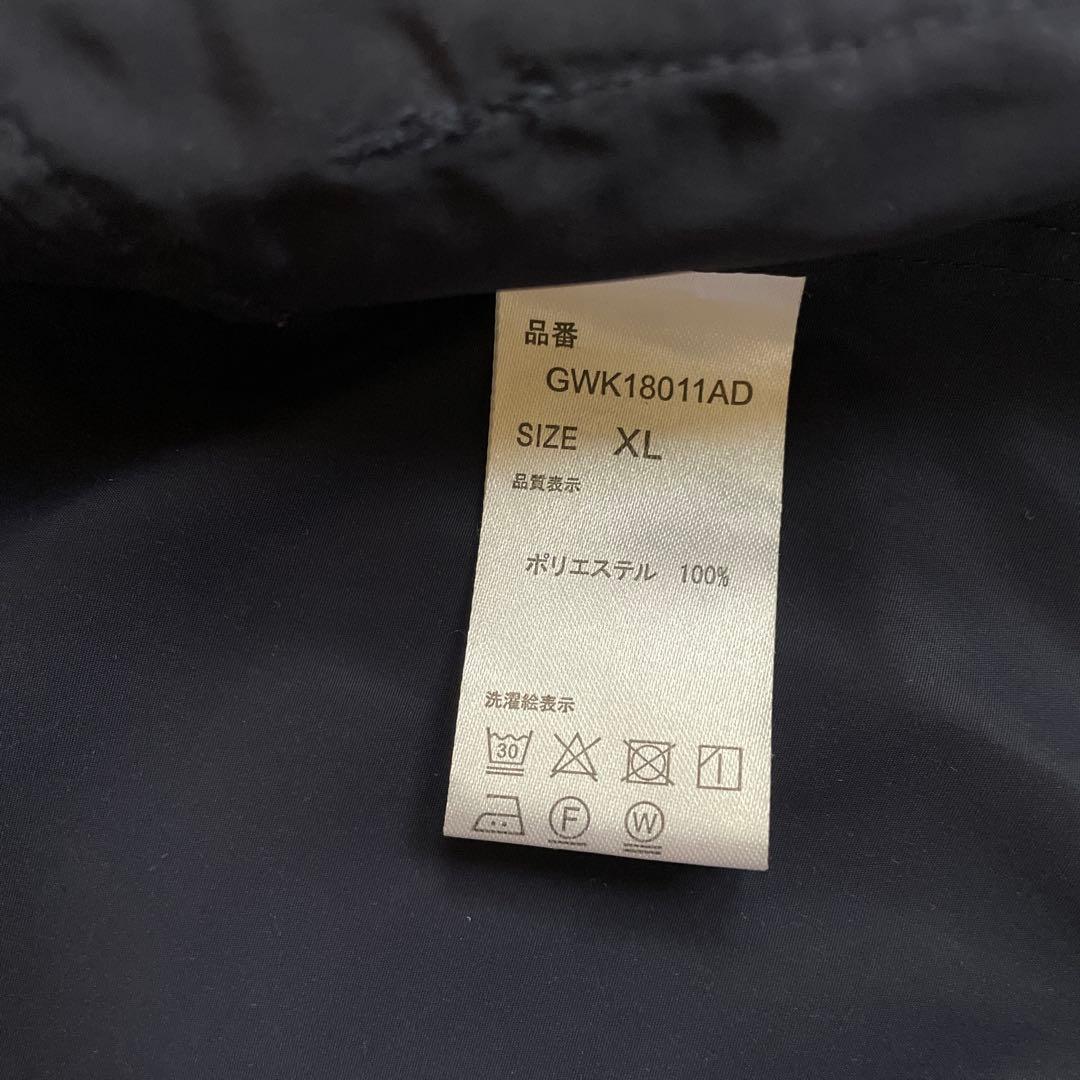 品番
GWK18011AD
SIZE XL
品質表示
ポリエステル 100%
洗濯絵表示
30
F W